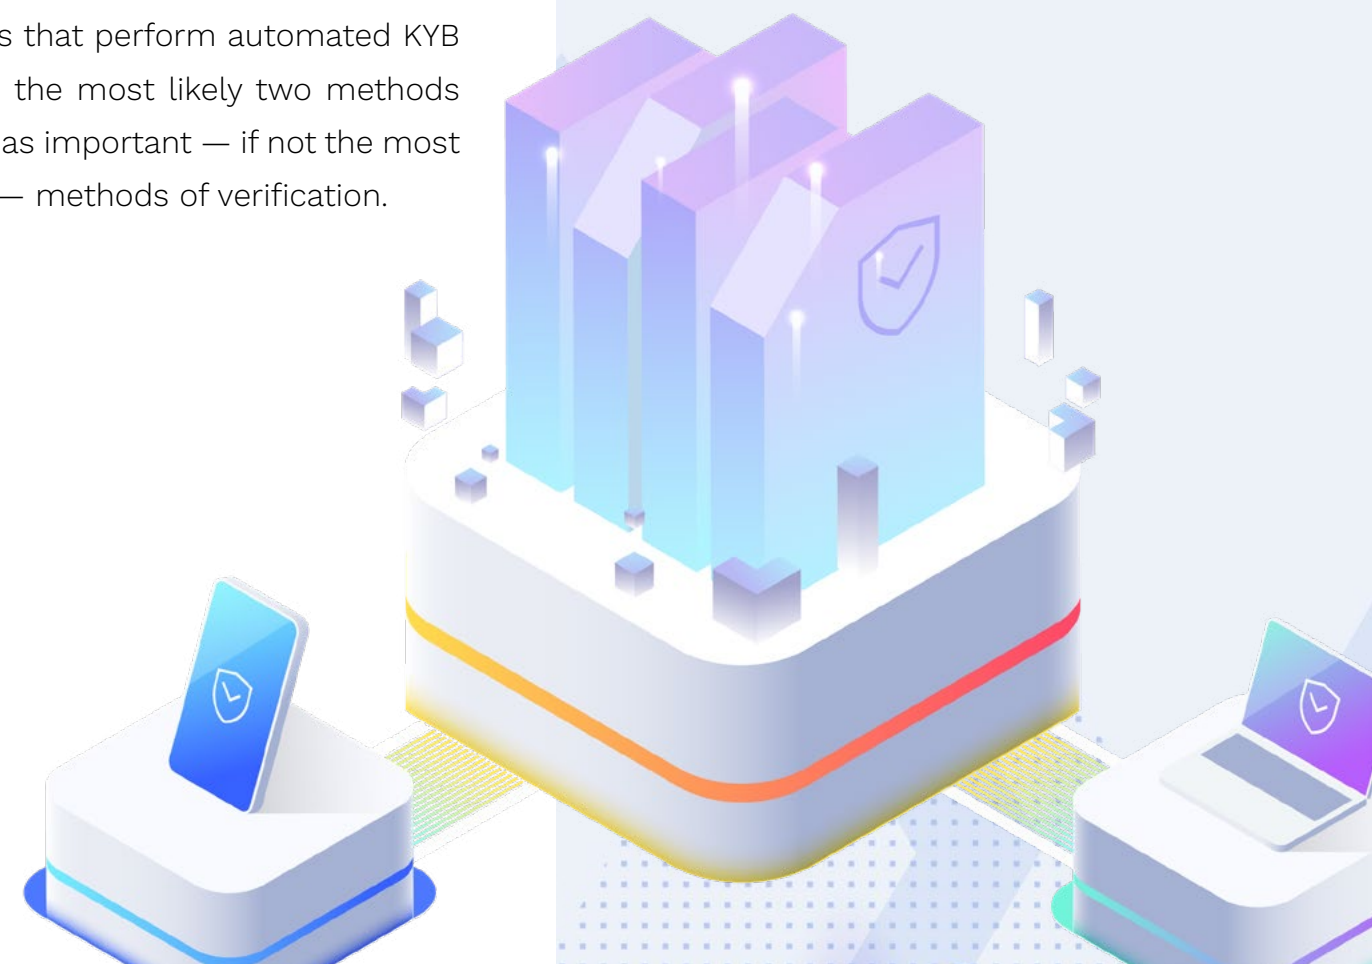 s that perform automated KYB
the most likely two methods
as important — if not the most
— methods of verification.